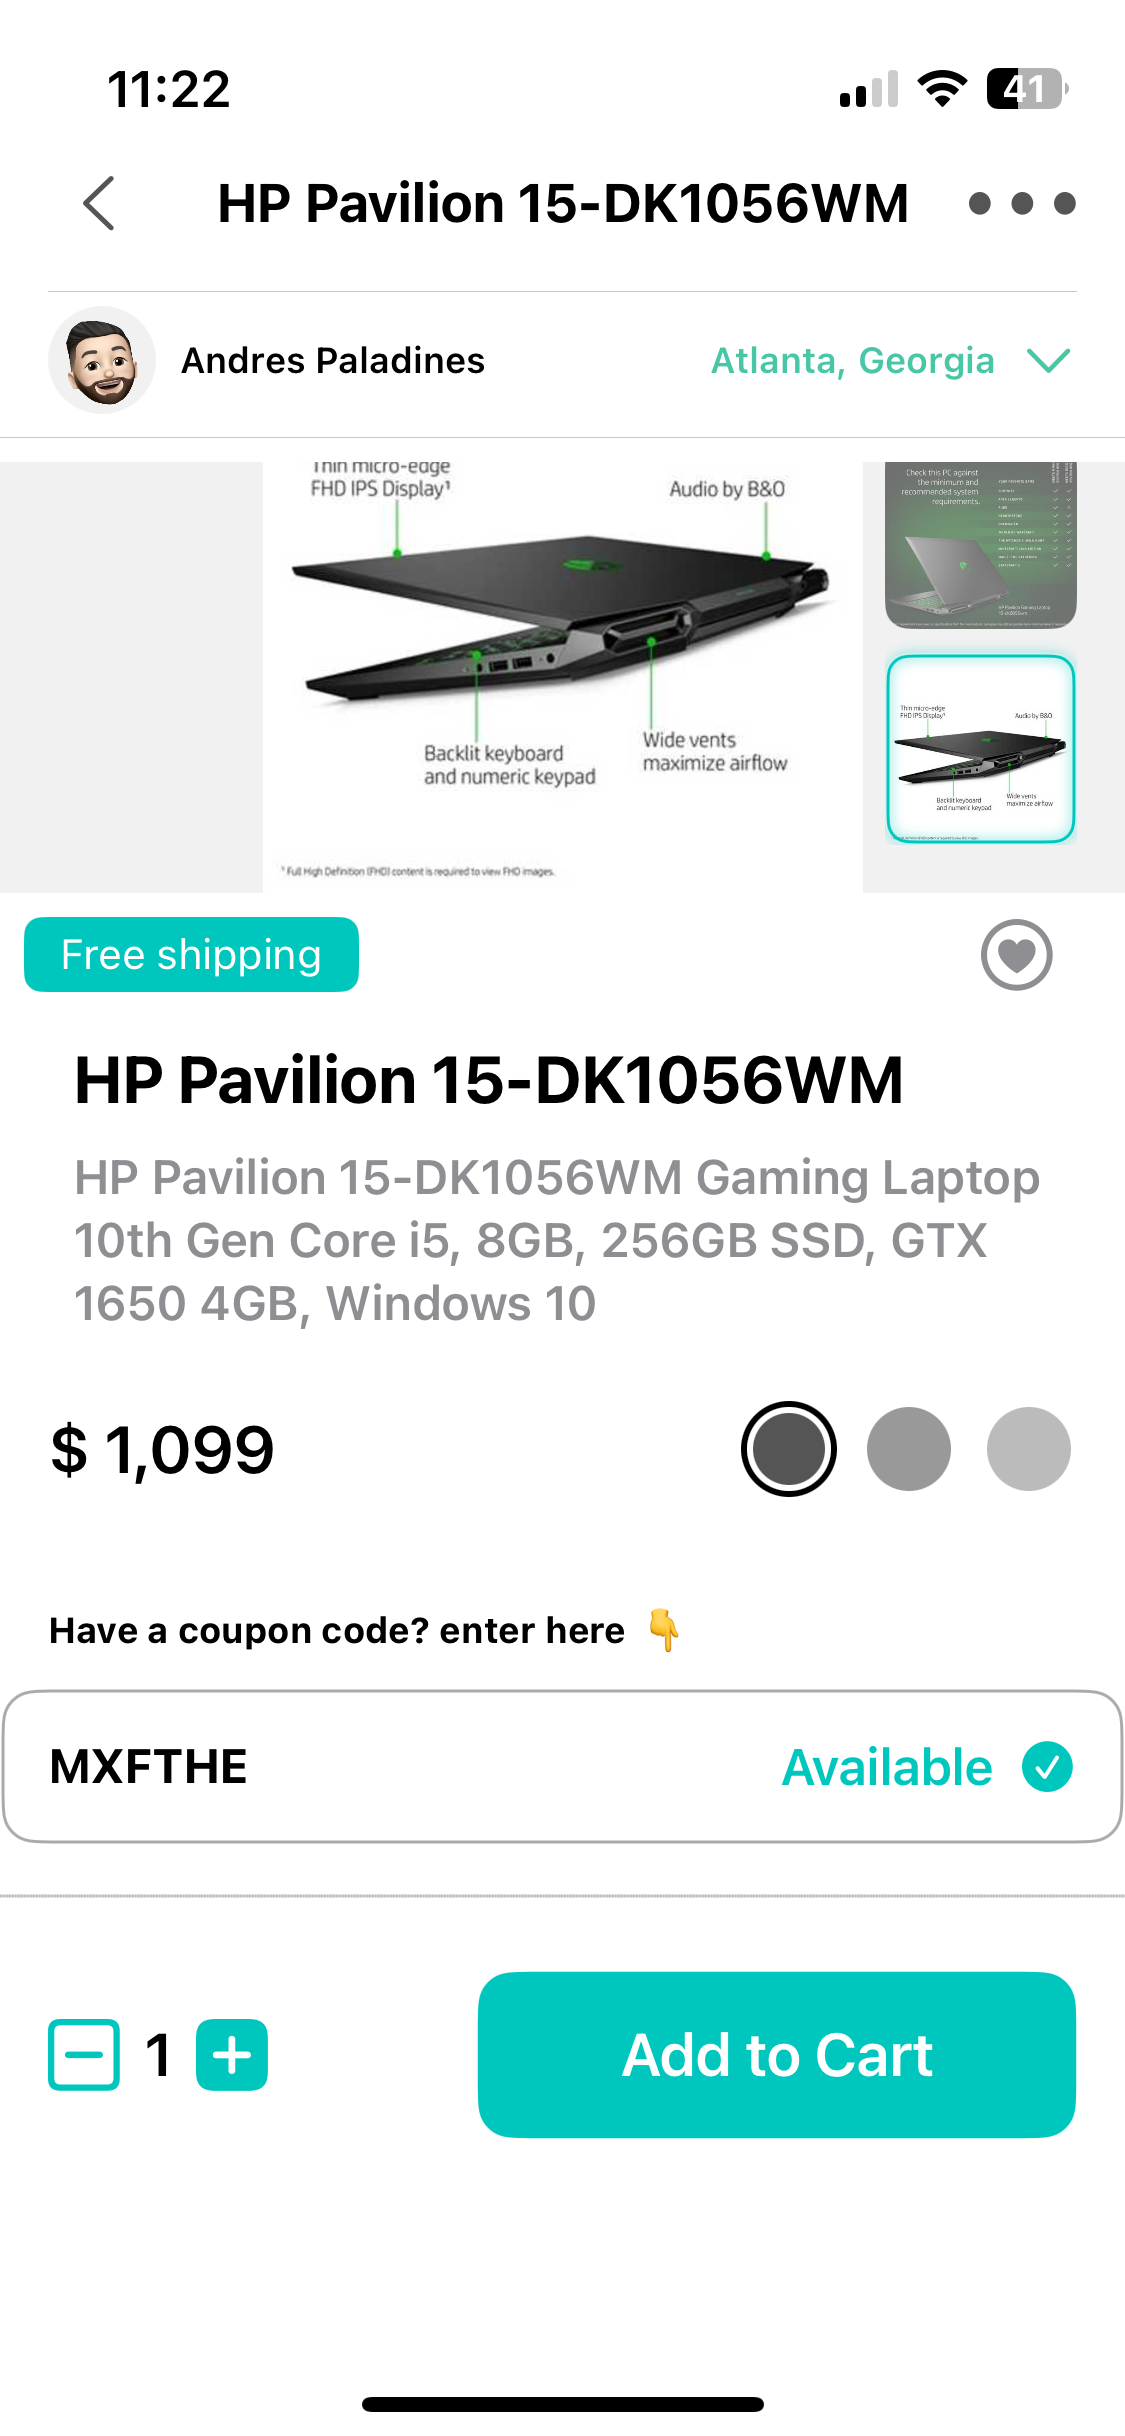 11:22
41
HP Pavilion 15-DK1056WM
Andres Paladines
Atlanta, Georgia
Thin micro-edge
FHD IPS Display¹
Audio by B&O
Backlit keyboard
and numeric keypad
Wide vents
maximize airflow
¹ Full High Definition (FHD) content is required to view FHD images.
Check this PC against
the minimum and
recommended system
requirements.
Thin micro-edge
FHD IPS Display¹
Audio by B&O
Backlit keyboard
and numeric keypad
Wide vents
maximize airflow
Free shipping
HP Pavilion 15-DK1056WM
HP Pavilion 15-DK1056WM Gaming Laptop
10th Gen Core i5, 8GB, 256GB SSD, GTX
1650 4GB, Windows 10
$ 1,099
Have a coupon code? enter here 👇
MXFTHE
Available
1
Add to Cart